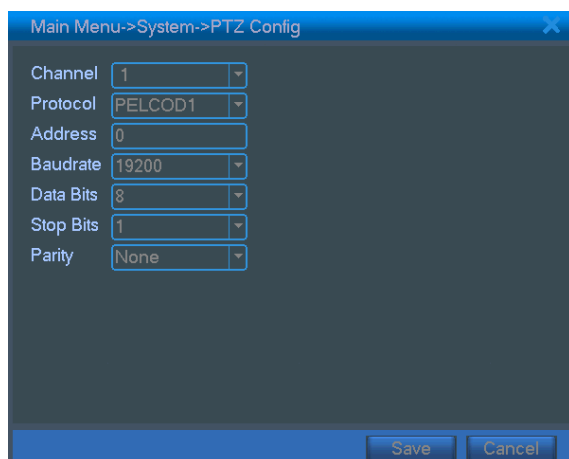 Main Menu->System->PTZ Config
Channel 1
Protocol PELCOD1
Address 0
Baudrate 19200
Data Bits 8
Stop Bits 1
Parity None
Save Cancel